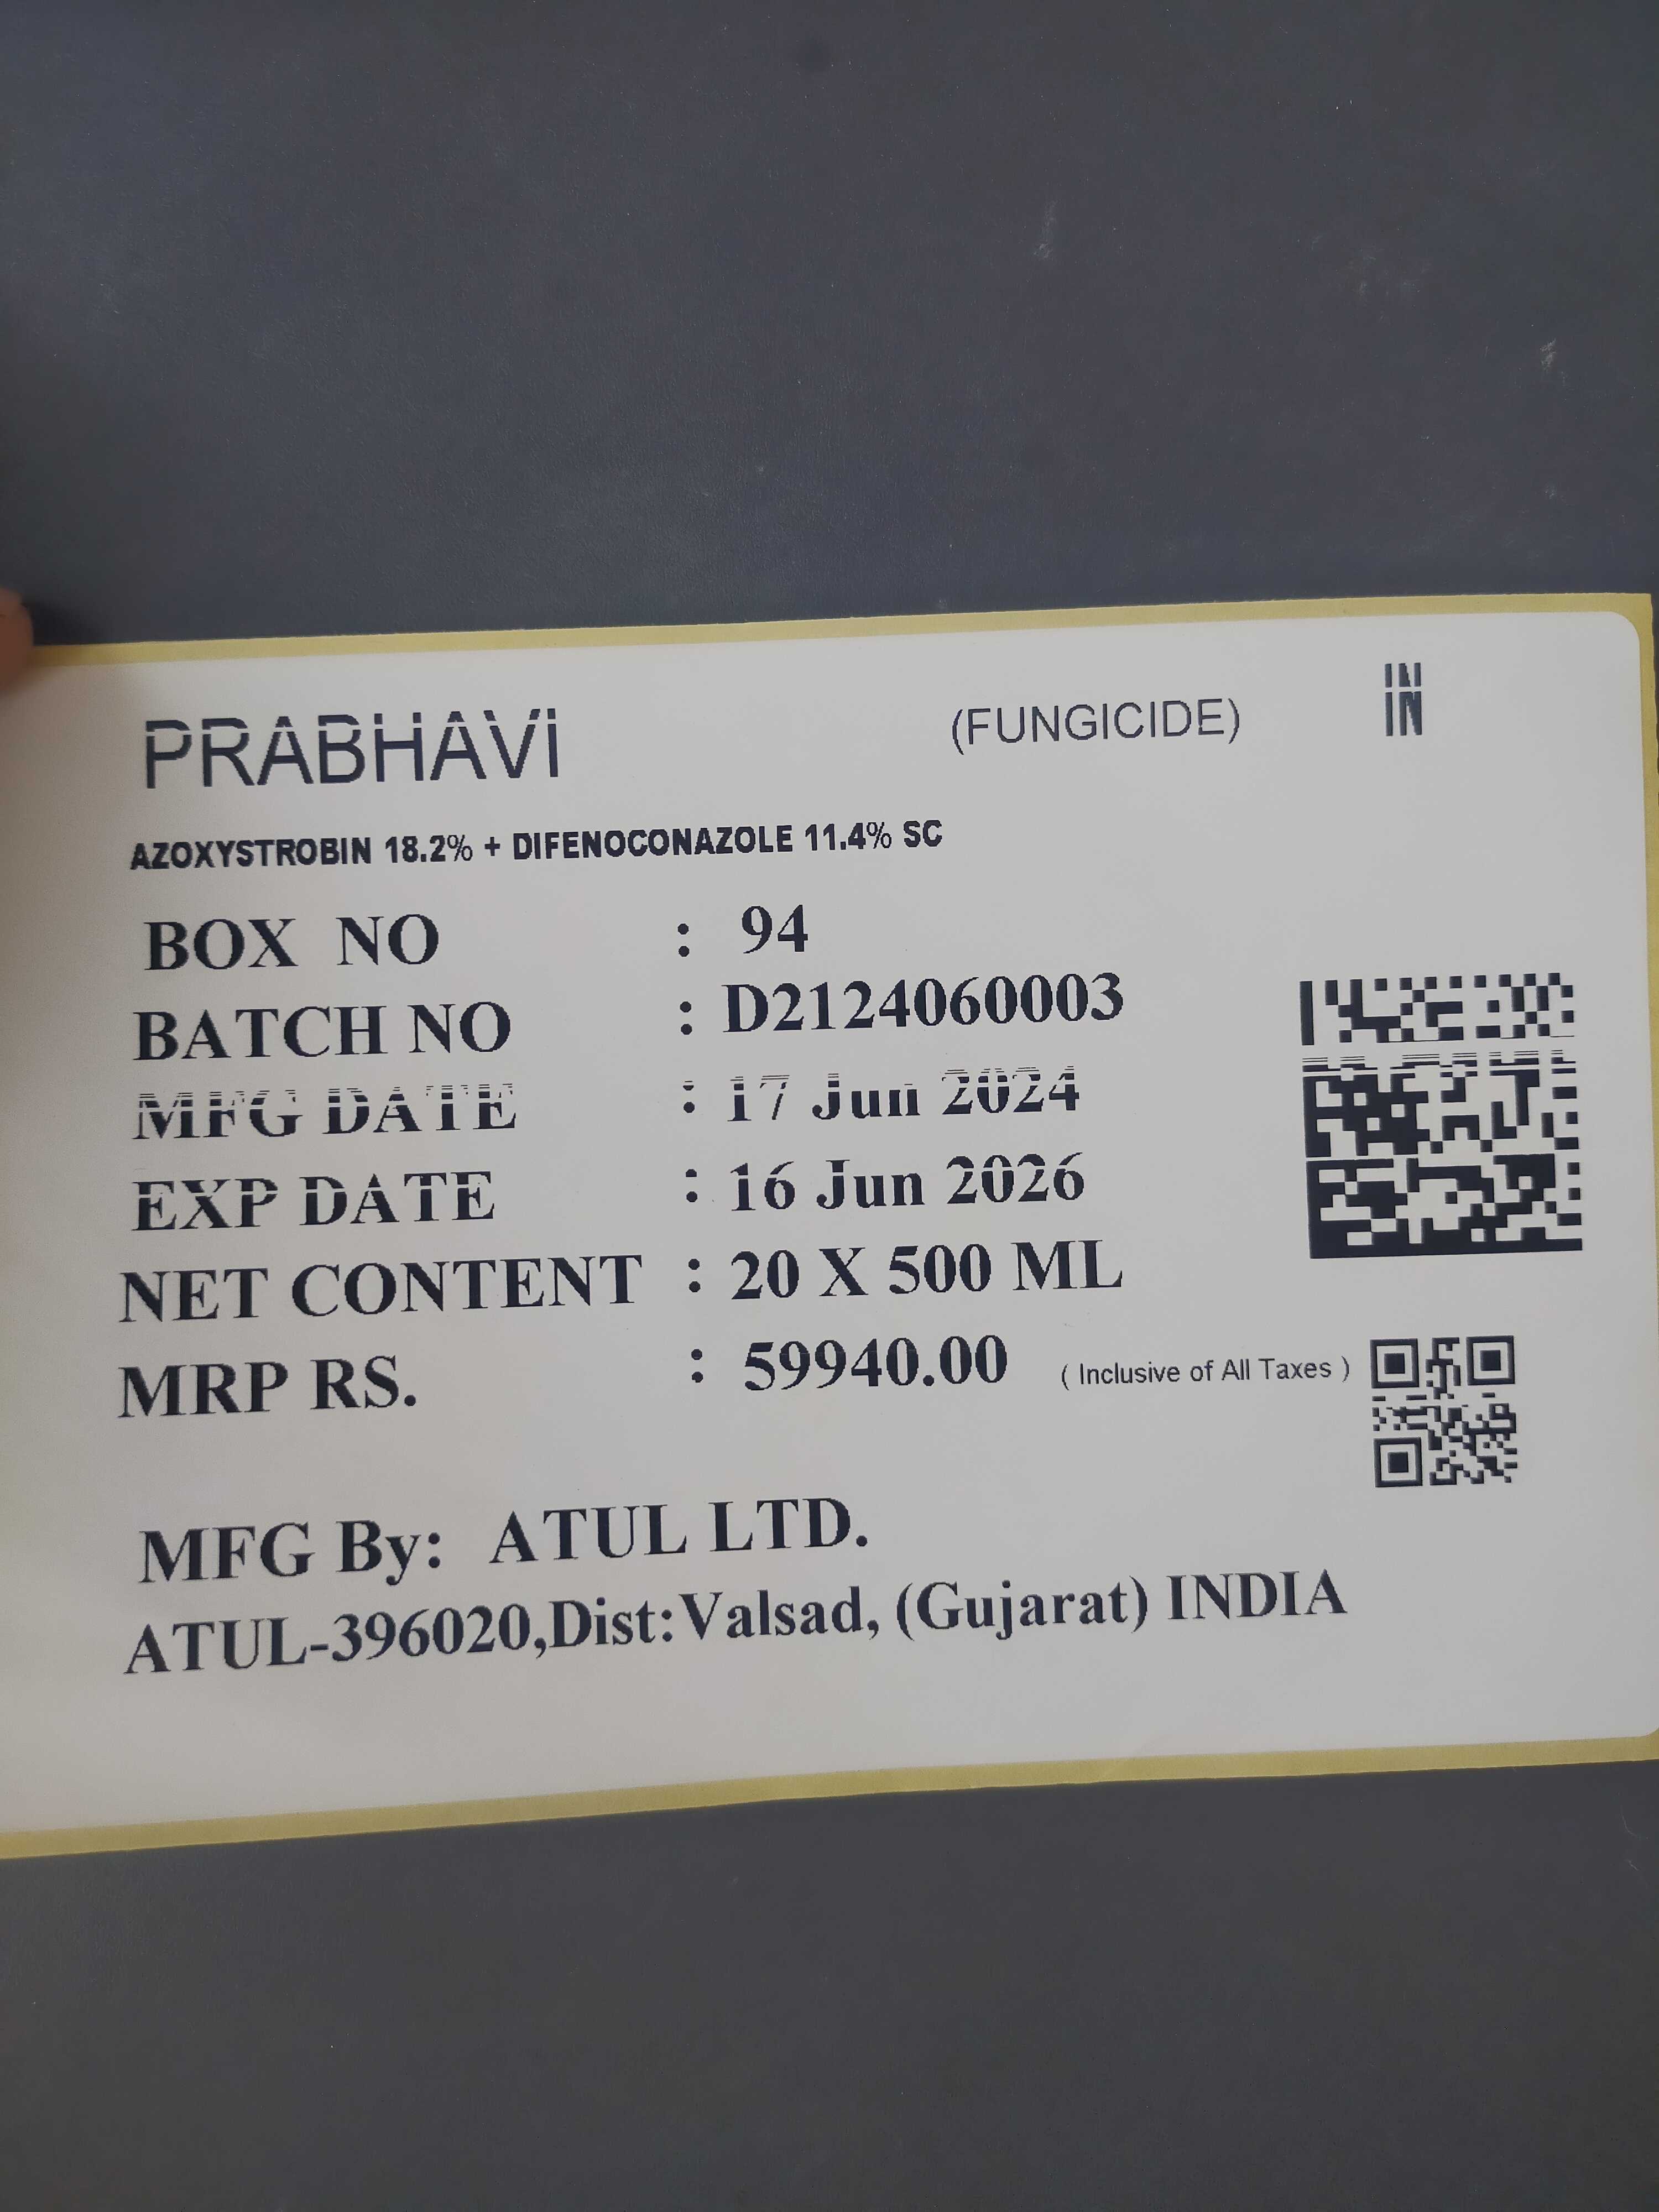 PRABHAVI (FUNGICIDE) IN
AZOXYSTROBIN 18.2% + DIFENOCONAZOLE 11.4% SC
BOX NO : 94
BATCH NO : D2124060003
MFG DATE : 17 Jun 2024
EXP DATE : 16 Jun 2026
NET CONTENT : 20 X 500 ML
MRP RS. : 59940.00 ( Inclusive of All Taxes )
MFG By: ATUL LTD.
ATUL-396020,Dist:Valsad, (Gujarat) INDIA